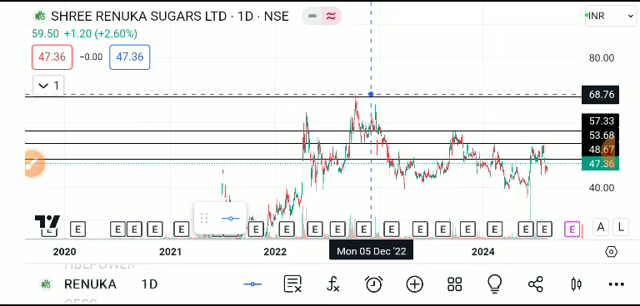 SHREE RENUKA SUGARS LTD · 1D · NSE
INR
59.50 +1.20 (+2.60%)
47.36 −0.00 47.36
1
80.00
68.76
57.33
53.68
48.67
47.36
40.00
E E E E E E E E E E E E E E E E E E E E
A L
2020 2021 2022 Mon 05 Dec '22 2024
RENUKA 1D